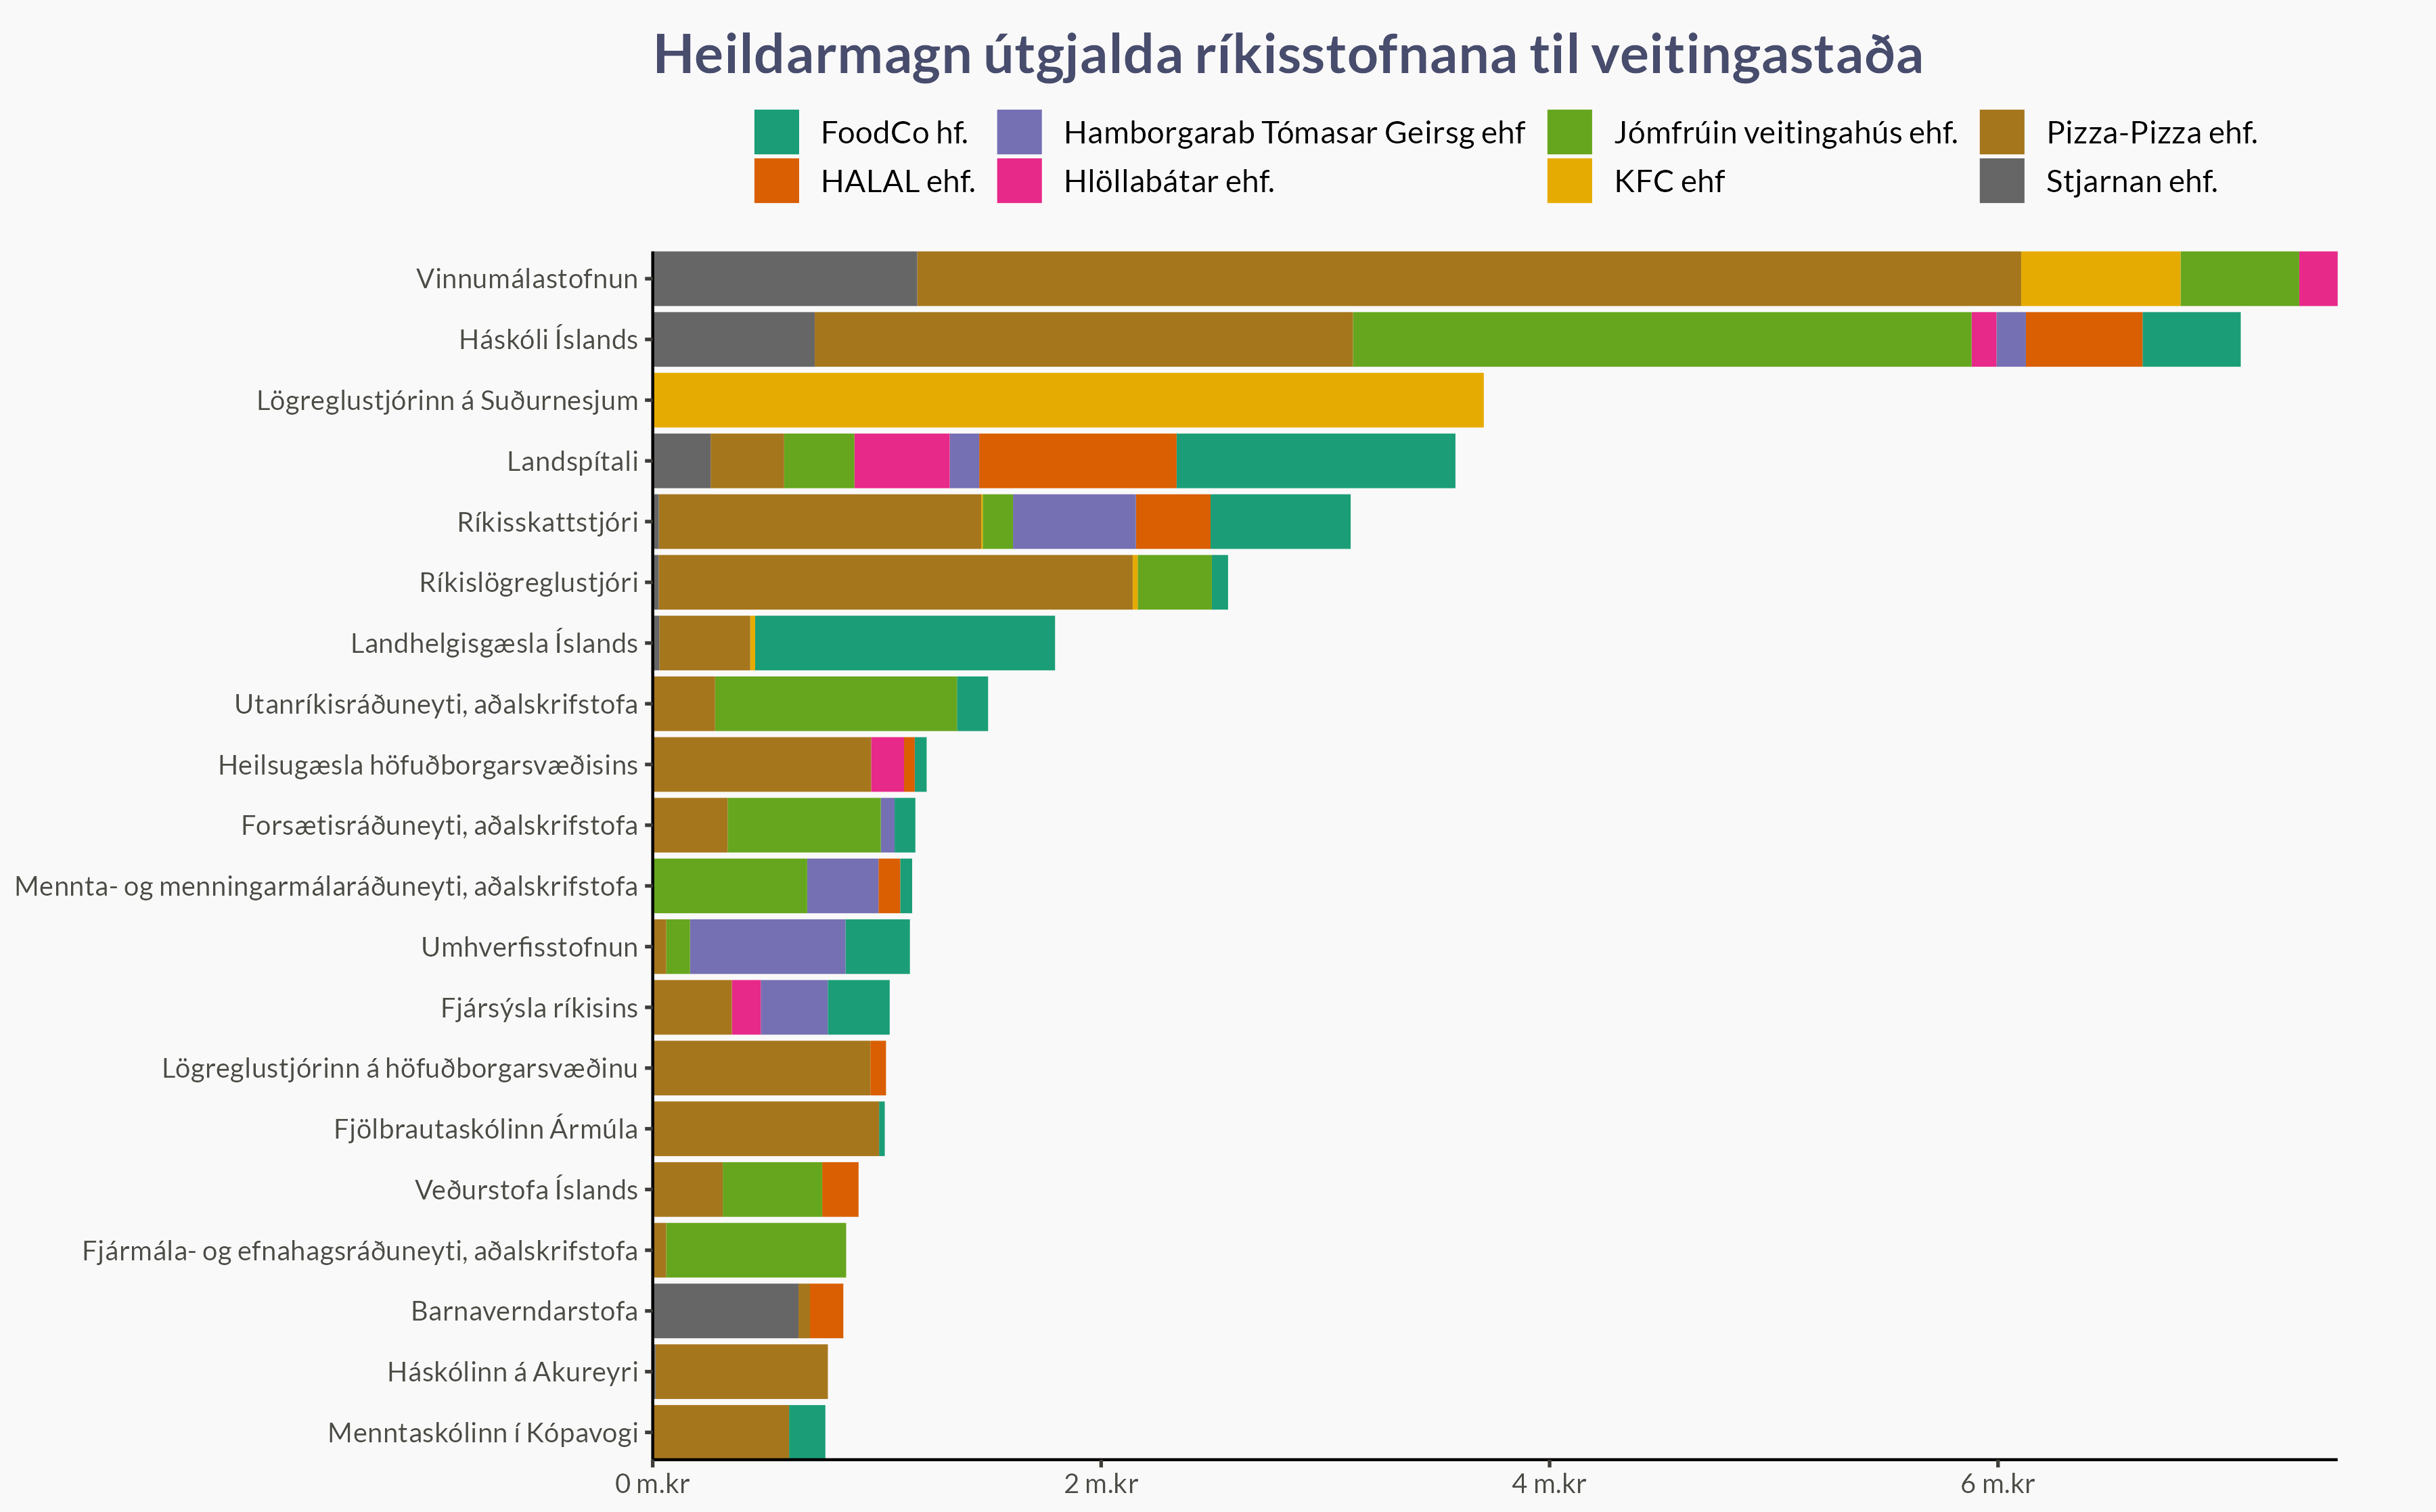 Heildarmagn útgjalda ríkisstofnana til veitingastaða
FoodCo hf.
Hamborgarab Tómasar Geirsg ehf
Jómfrúin veitingahús ehf.
Pizza-Pizza ehf.
HALAL ehf.
Hlöllabátar ehf.
KFC ehf
Stjarnan ehf.
Vinnumálastofnun
Háskóli Íslands
Lögreglustjórinn á Suðurnesjum
Landspítali
Ríkisskattstjóri
Ríkislögreglustjóri
Landhelgisgæsla Íslands
Utanríkisráðuneyti, aðalskrifstofa
Heilsugæsla höfuðborgarsvæðisins
Forsætisráðuneyti, aðalskrifstofa
Mennta- og menningarmálaráðuneyti, aðalskrifstofa
Umhverfisstofnun
Fjársýsla ríkisins
Lögreglustjórinn á höfuðborgarsvæðinu
Fjölbrautaskólinn Ármúla
Veðurstofa Íslands
Fjármála- og efnahagsráðuneyti, aðalskrifstofa
Barnaverndarstofa
Háskólinn á Akureyri
Menntaskólinn í Kópavogi
0 m.kr
2 m.kr
4 m.kr
6 m.kr